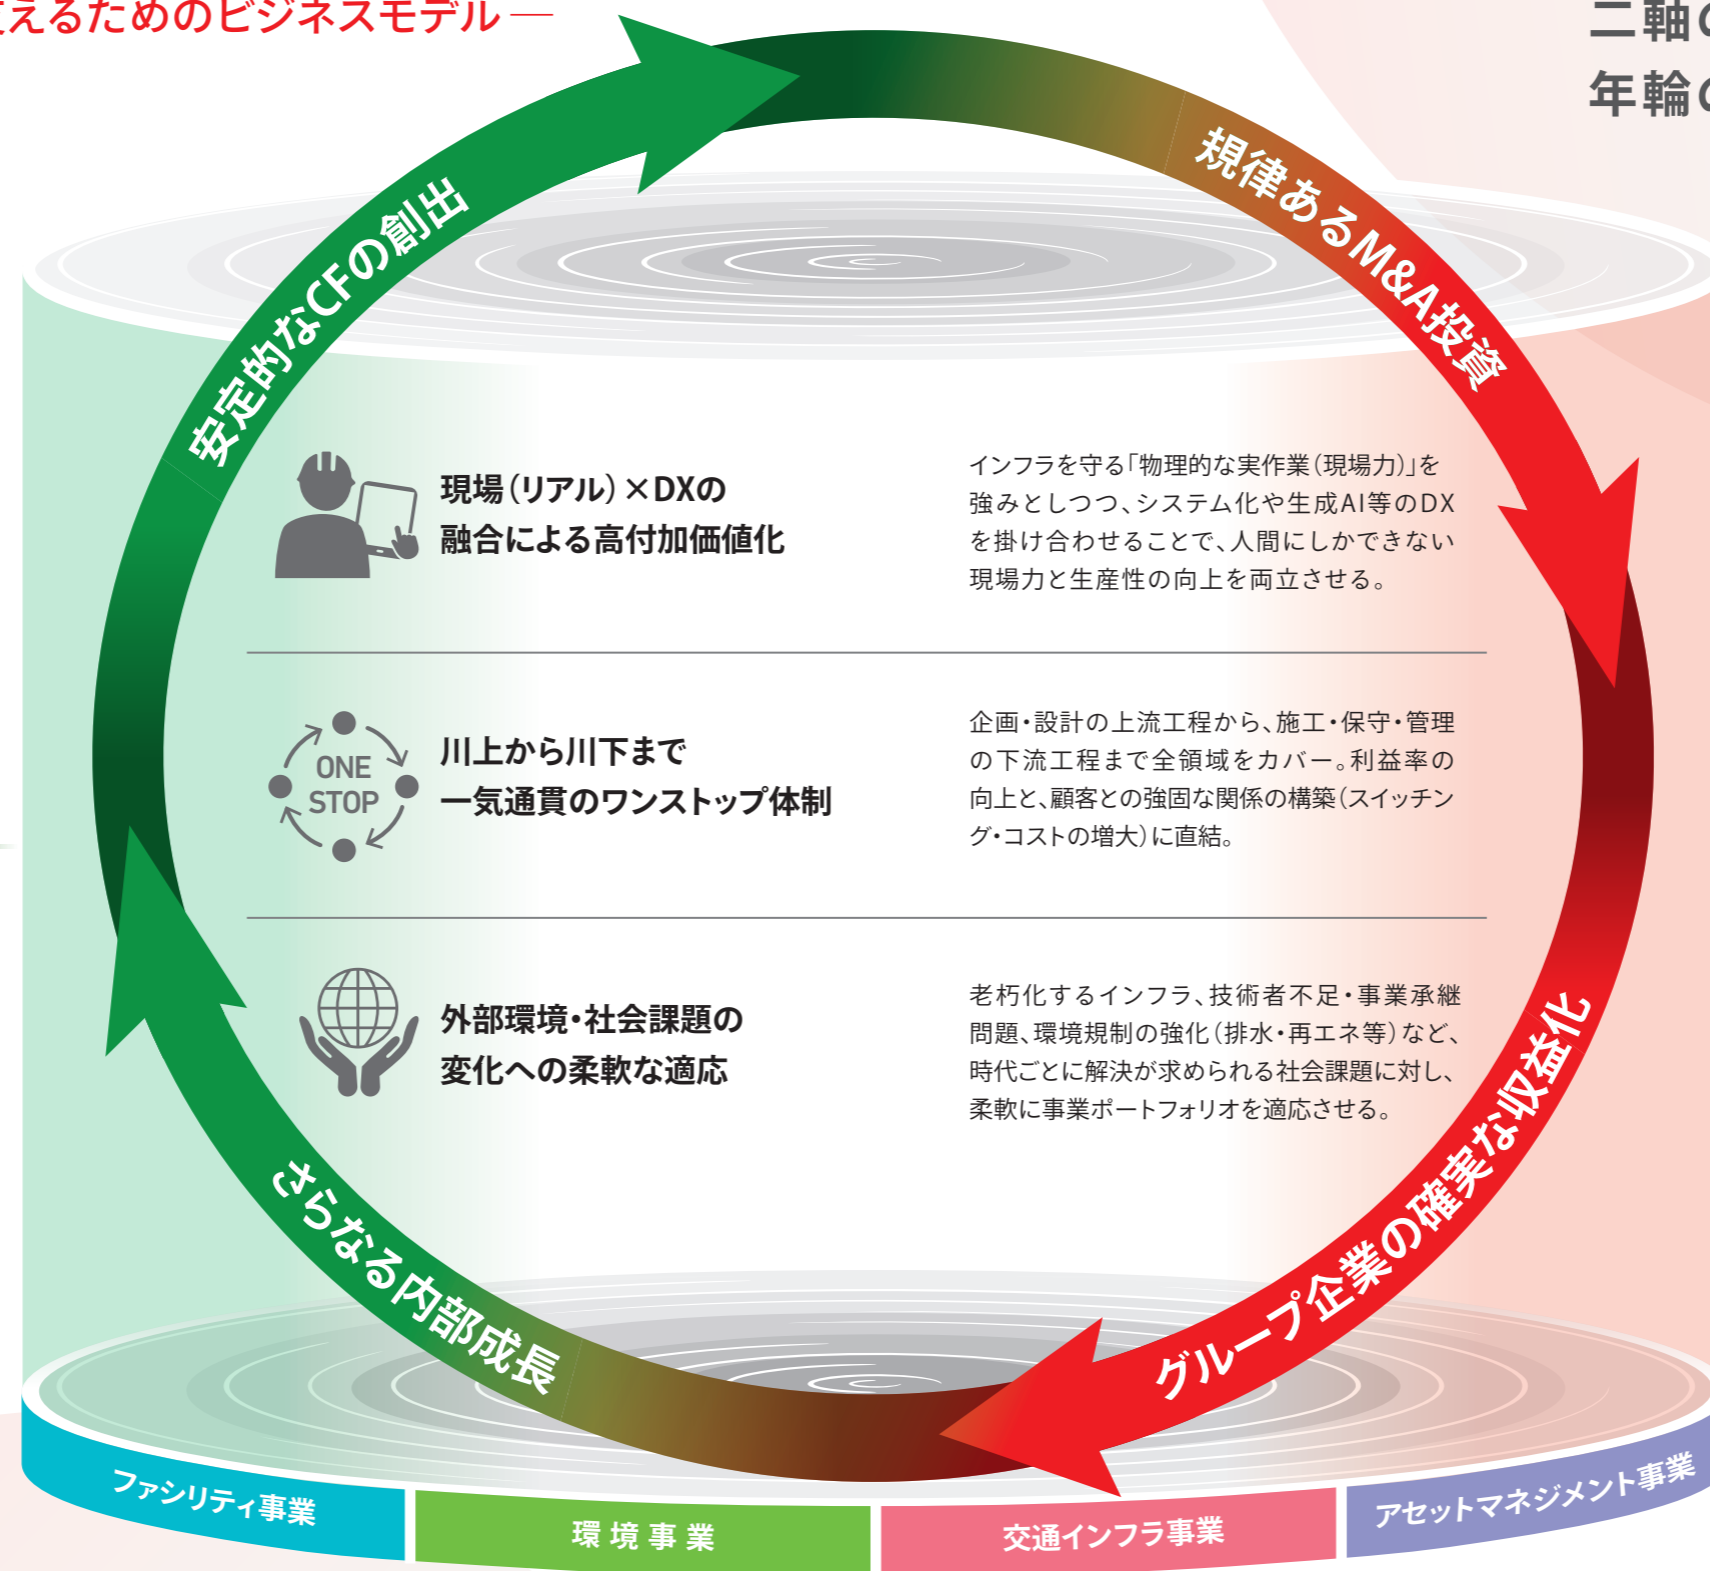 えるためのビジネスモデル ―
二軸の
年輪の
安定的なCFの創出
規律あるM&A投資
現場(リアル)×DXの
融合による高付加価値化
インフラを守る「物理的な実作業(現場力)」を
強みとしつつ、システム化や生成AI等のDX
を掛け合わせることで、人間にしかできない
現場力と生産性の向上を両立させる。
ONE
STOP
川上から川下まで
一気通貫のワンストップ体制
企画・設計の上流工程から、施工・保守・管理
の下流工程まで全領域をカバー。利益率の
向上と、顧客との強固な関係の構築(スイッチン
グ・コストの増大)に直結。
外部環境・社会課題の
変化への柔軟な適応
老朽化するインフラ、技術者不足・事業承継
問題、環境規制の強化(排水・再エネ等)など、
時代ごとに解決が求められる社会課題に対し、
柔軟に事業ポートフォリオを適応させる。
さらなる内部成長
グループ企業の確実な収益化
ファシリティ事業
環境事業
交通インフラ事業
アセットマネジメント事業